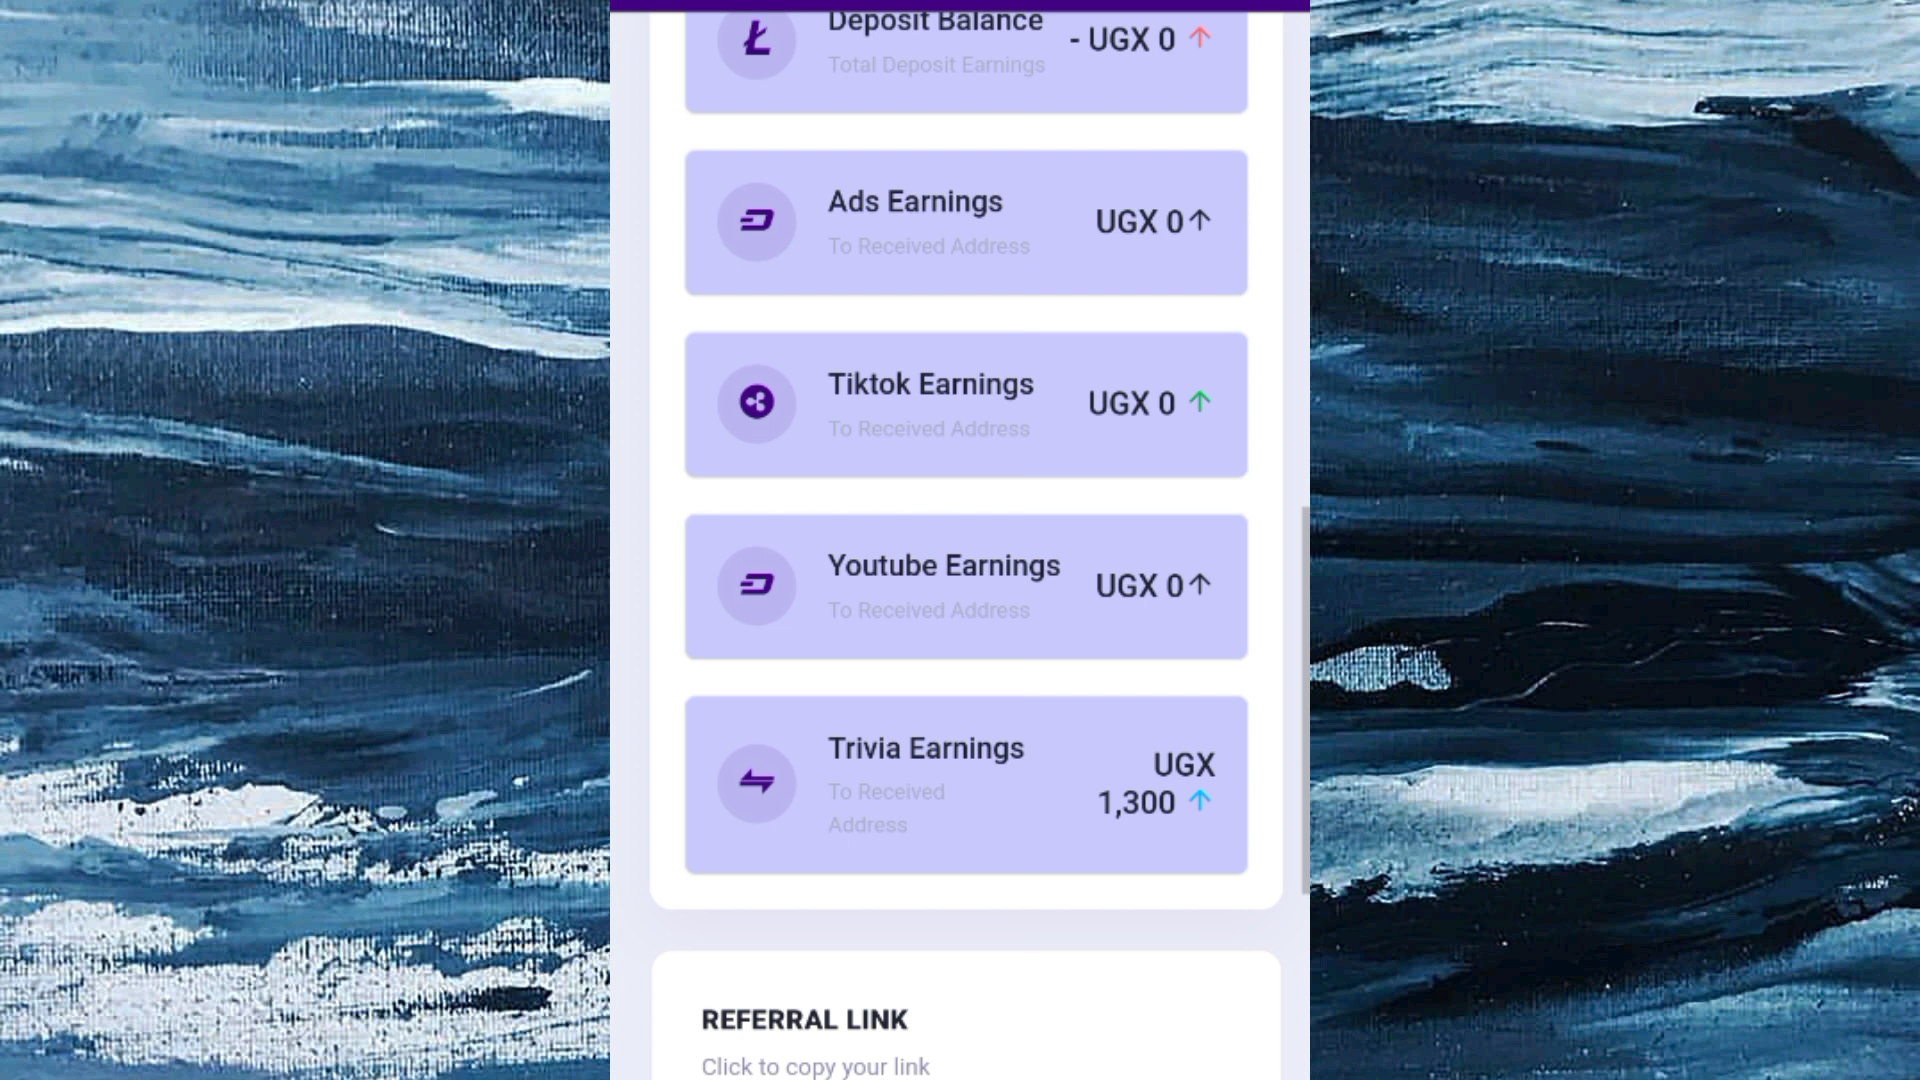 Deposit Balance
- UGX 0
Total Deposit Earnings
Ads Earnings
UGX 0
To Received Address
Tiktok Earnings
UGX 0
To Received Address
Youtube Earnings
UGX 0
To Received Address
Trivia Earnings
UGX
1,300
To Received
Address
REFERRAL LINK
Click to copy your link